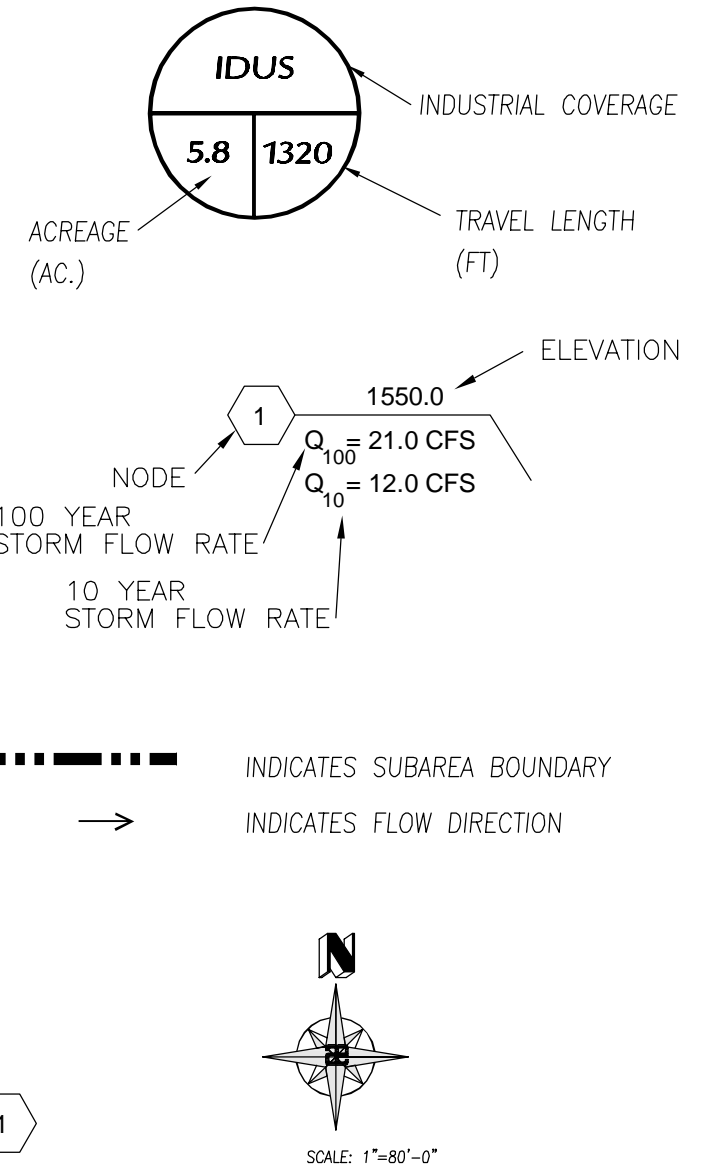 IDUS
INDUSTRIAL COVERAGE
5.8 1320
ACREAGE
(AC.)
TRAVEL LENGTH
(FT)
ELEVATION
1550.0
1
Q100= 21.0 CFS
NODE
Q10= 12.0 CFS
100 YEAR
STORM FLOW RATE
10 YEAR
STORM FLOW RATE
INDICATES SUBAREA BOUNDARY
INDICATES FLOW DIRECTION
N
1
SCALE: 1"=80'-0"